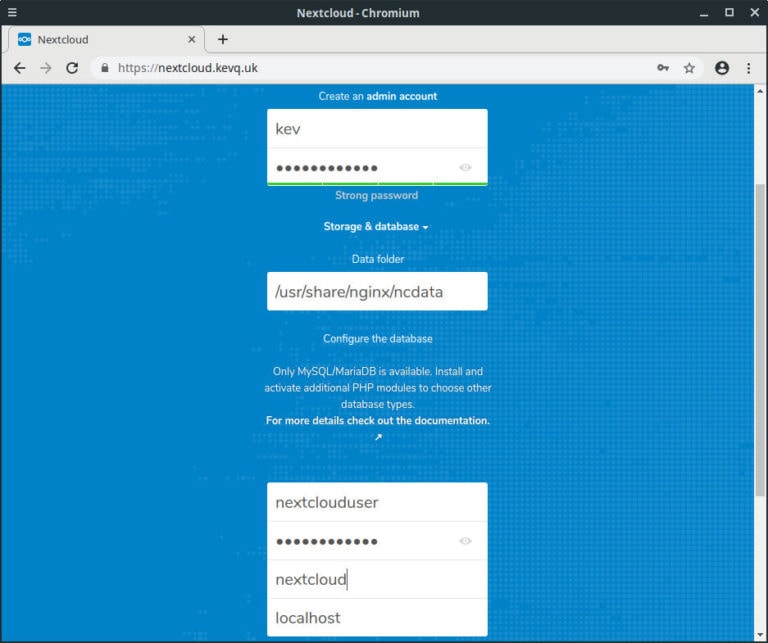 Nextcloud - Chromium
Nextcloud
https://nextcloud.kevq.uk
Create an admin account
kev
••••••••••••
Strong password
Storage & database
Data folder
/usr/share/nginx/ncdata
Configure the database
Only MySQL/MariaDB is available. Install and
activate additional PHP modules to choose other
database types.
For more details check out the documentation.
↗
nextclouduser
••••••••••••
nextcloud
localhost